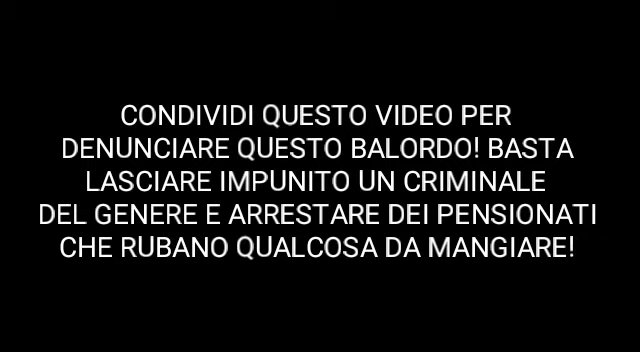 CONDIVIDI QUESTO VIDEO PER
DENUNCIARE QUESTO BALORDO! BASTA
LASCIARE IMPUNITO UN CRIMINALE
DEL GENERE E ARRESTARE DEI PENSIONATI
CHE RUBANO QUALCOSA DA MANGIARE!